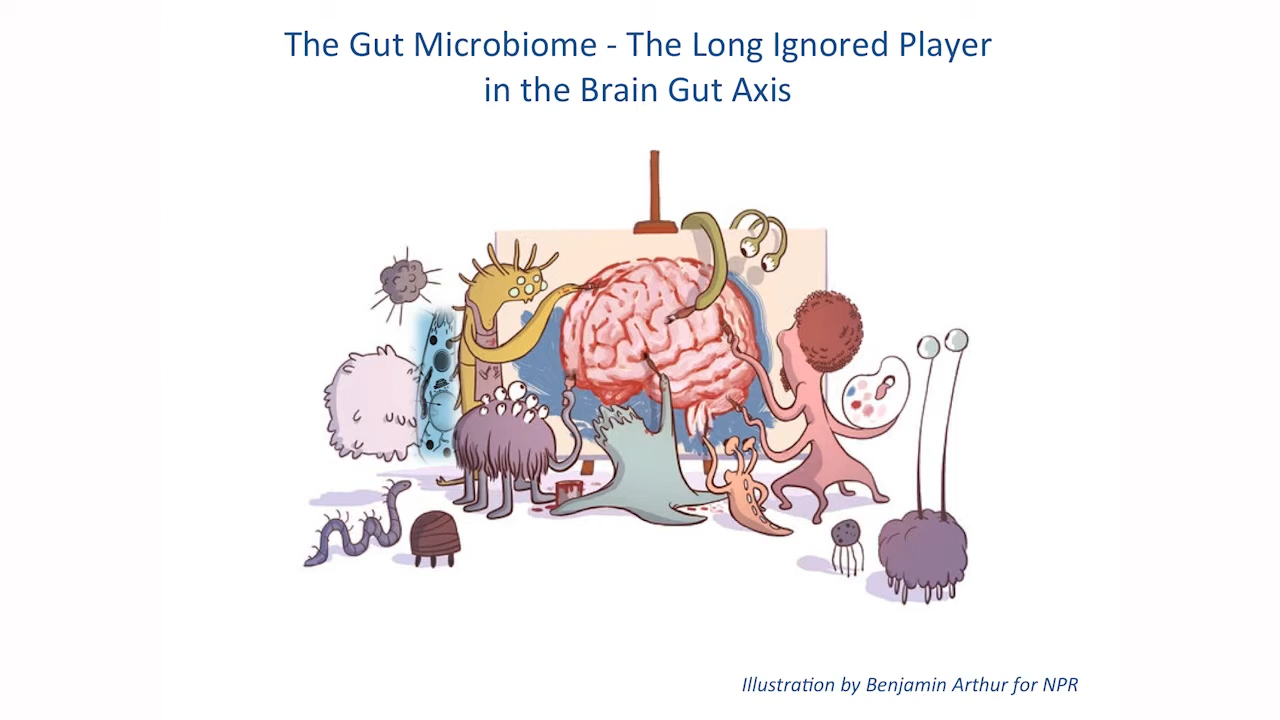 The Gut Microbiome - The Long Ignored Player
in the Brain Gut Axis
Illustration by Benjamin Arthur for NPR